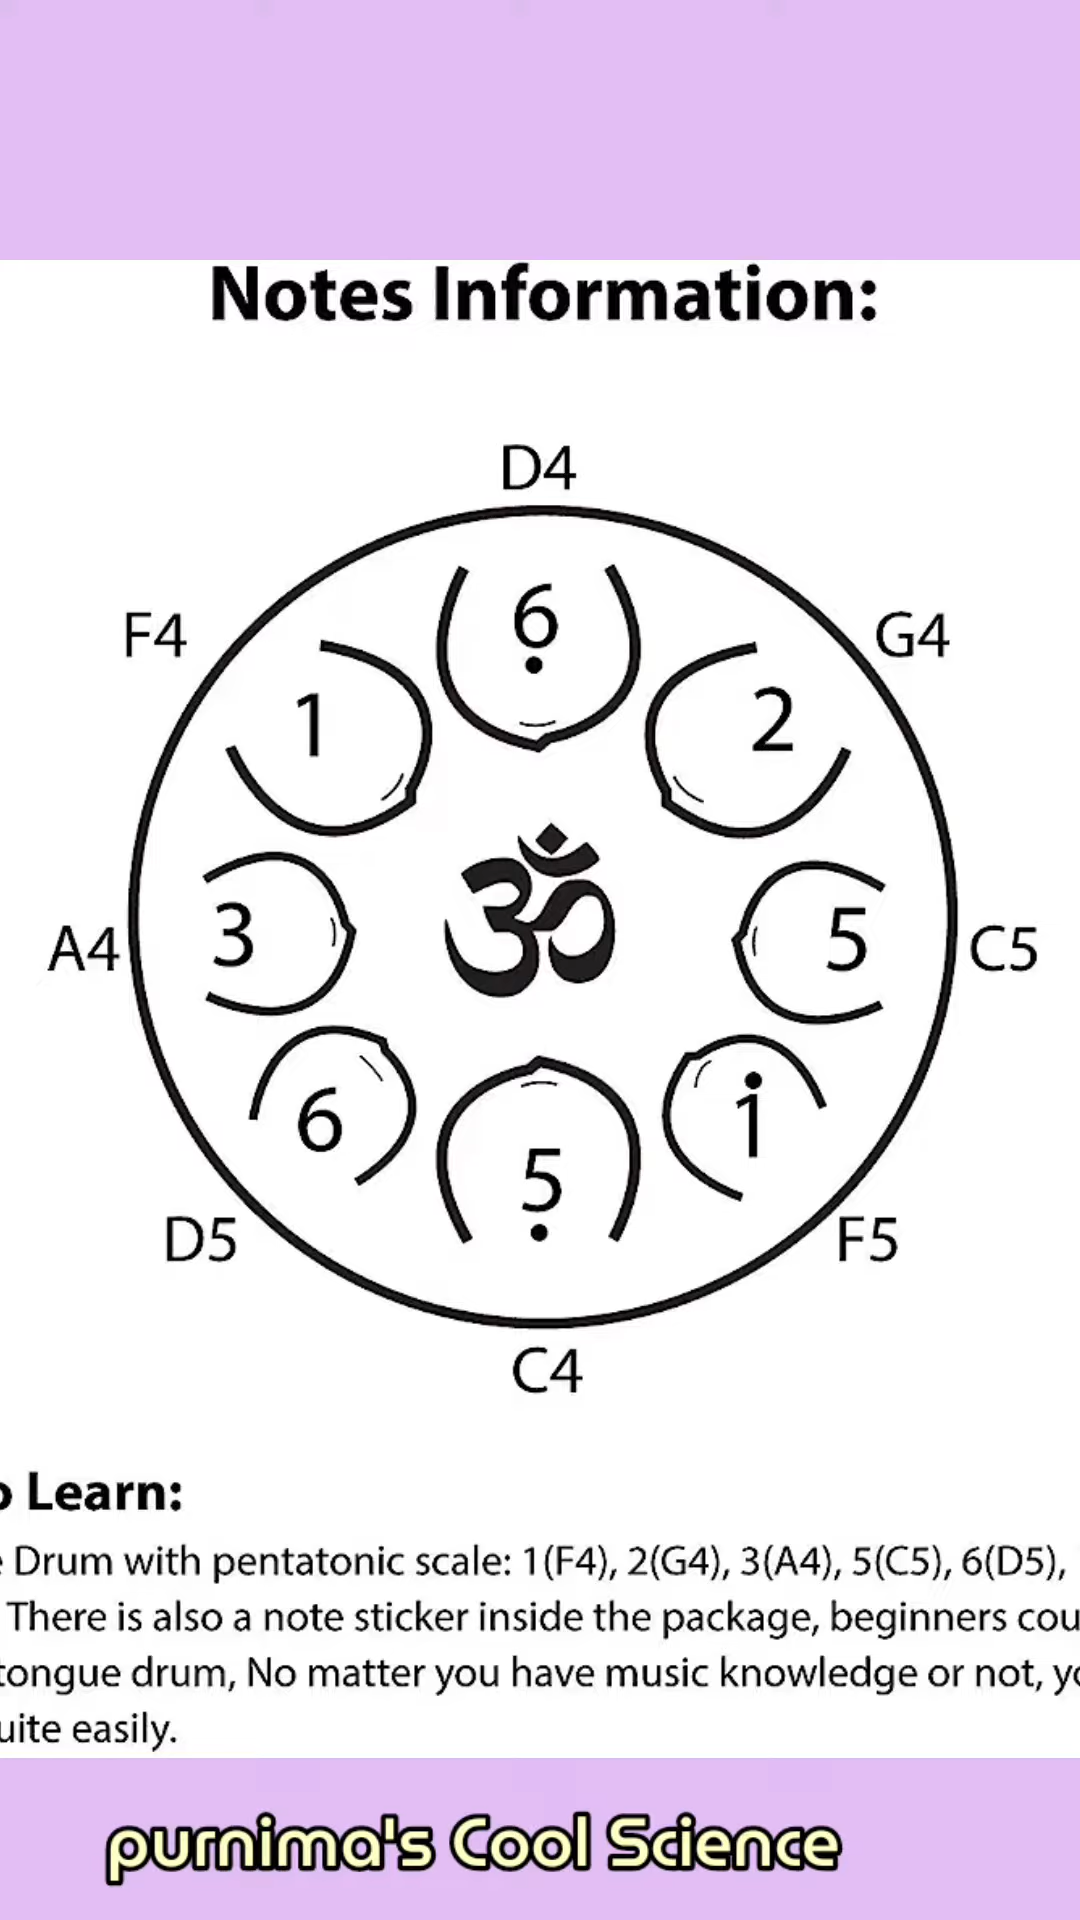 Notes Information:
D4
F4 G4
6̣
1 2
ॐ
A4 3 5 C5
6 1̇
5̣
D5 F5
C4
o Learn:
e Drum with pentatonic scale: 1(F4), 2(G4), 3(A4), 5(C5), 6(D5),
There is also a note sticker inside the package, beginners cou
tongue drum, No matter you have music knowledge or not, yo
uite easily.
purnima's Cool Science